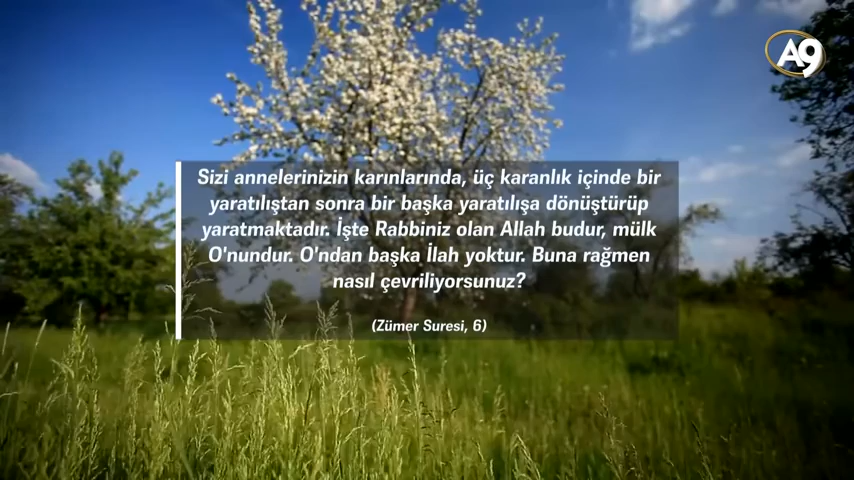 A9
Sizi annelerinizin karınlarında, üç karanlık içinde bir
yaratılıştan sonra bir başka yaratılışa dönüştürüp
yaratmaktadır. İşte Rabbiniz olan Allah budur, mülk
O'nundur. O'ndan başka İlah yoktur. Buna rağmen
nasıl çevriliyorsunuz?
(Zümer Suresi, 6)